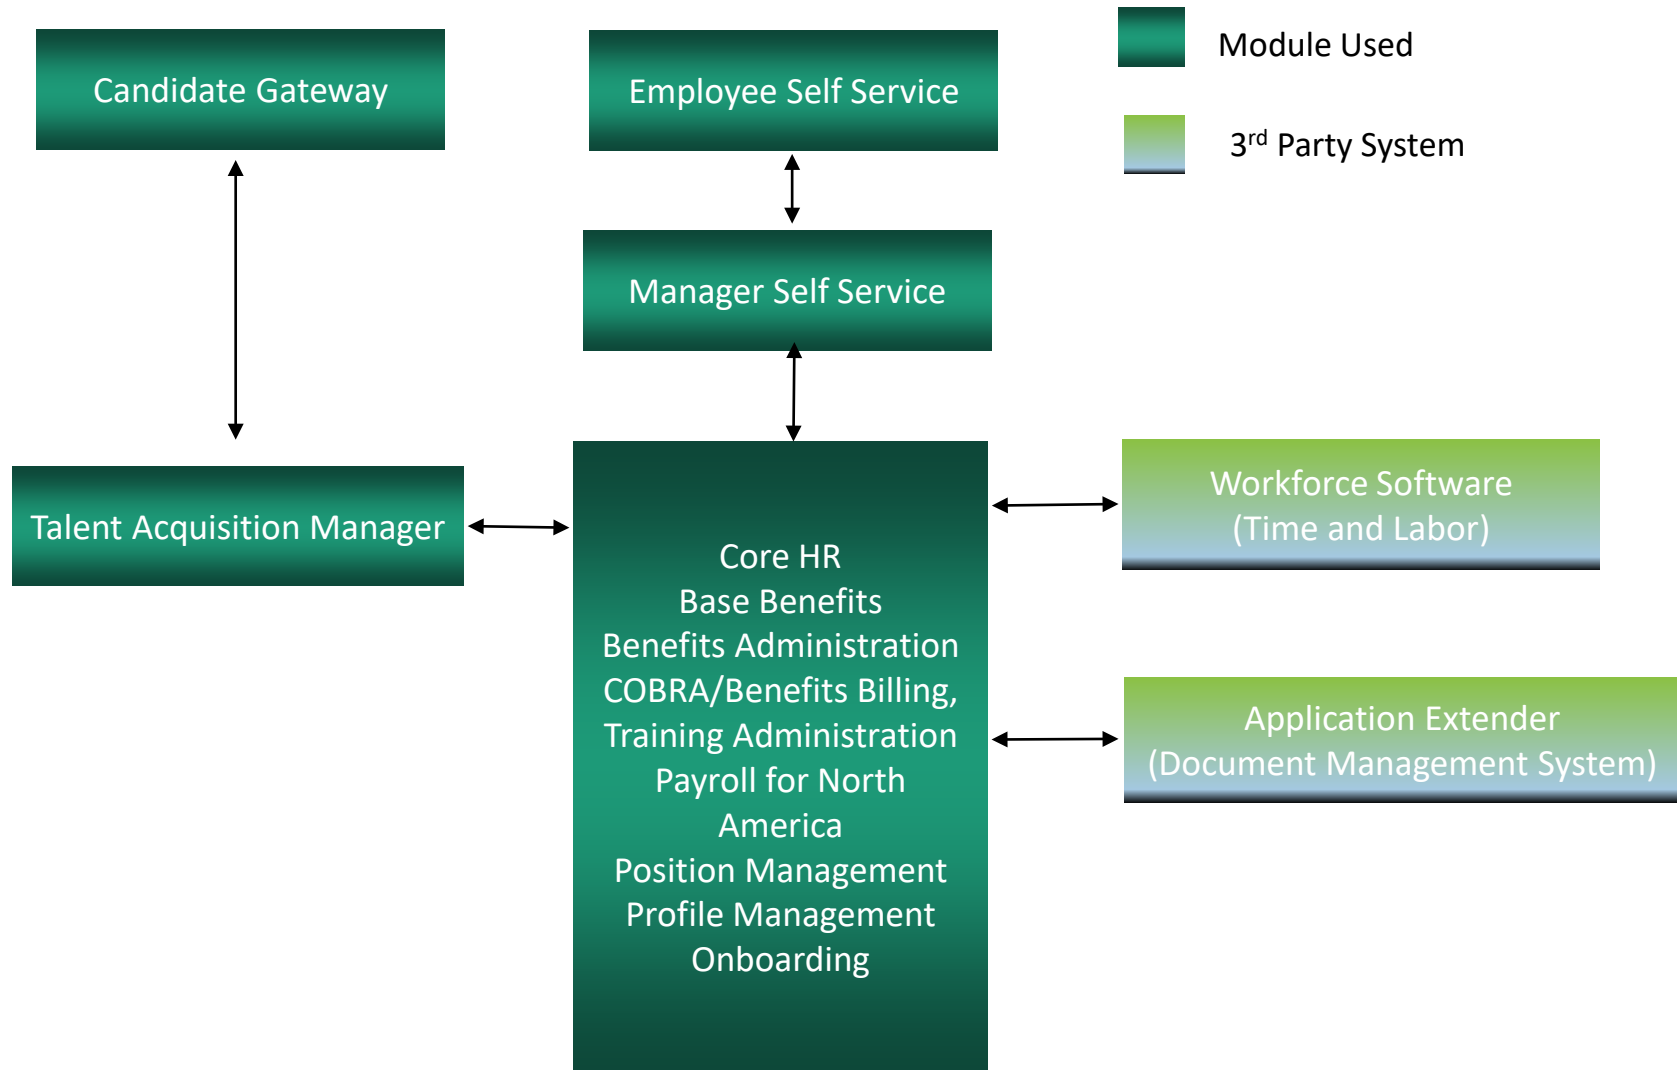 Candidate Gateway
Employee Self Service
Module Used
3rd Party System
Manager Self Service
Talent Acquisition Manager
Core HR
Base Benefits
Benefits Administration
COBRA/Benefits Billing,
Training Administration
Payroll for North
America
Position Management
Profile Management
Onboarding
Workforce Software
(Time and Labor)
Application Extender
(Document Management System)